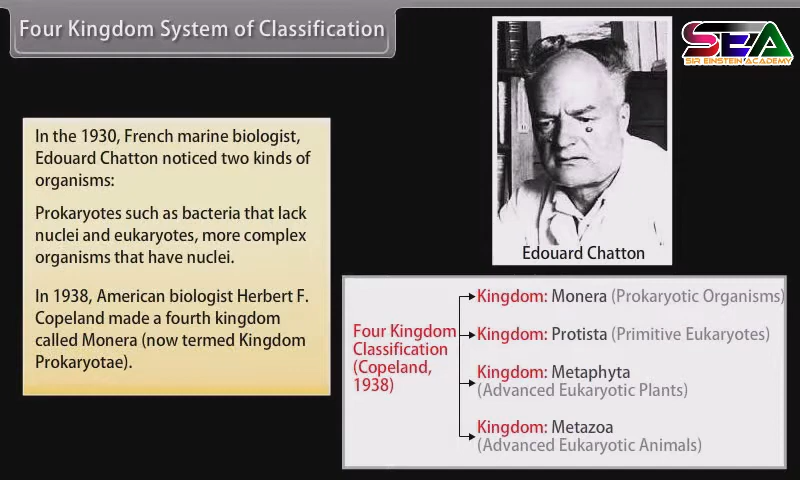 Four Kingdom System of Classification
SEA
SIR EINSTEIN ACADEMY
In the 1930, French marine biologist,
Edouard Chatton noticed two kinds of
organisms:
Prokaryotes such as bacteria that lack
nuclei and eukaryotes, more complex
organisms that have nuclei.
In 1938, American biologist Herbert F.
Copeland made a fourth kingdom
called Monera (now termed Kingdom
Prokaryotae).
Edouard Chatton
Four Kingdom
Classification
(Copeland,
1938)
Kingdom: Monera (Prokaryotic Organisms)
Kingdom: Protista (Primitive Eukaryotes)
Kingdom: Metaphyta
(Advanced Eukaryotic Plants)
Kingdom: Metazoa
(Advanced Eukaryotic Animals)